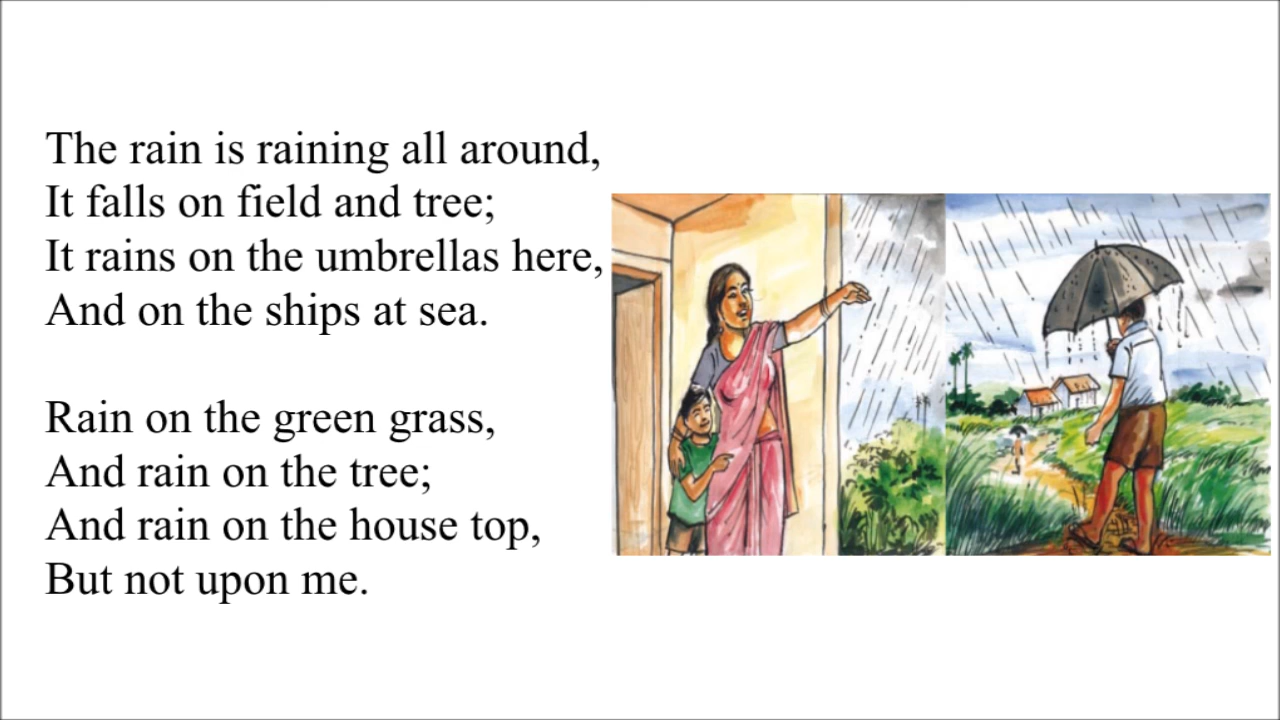 The rain is raining all around,
It falls on field and tree;
It rains on the umbrellas here,
And on the ships at sea.
Rain on the green grass,
And rain on the tree;
And rain on the house top,
But not upon me.